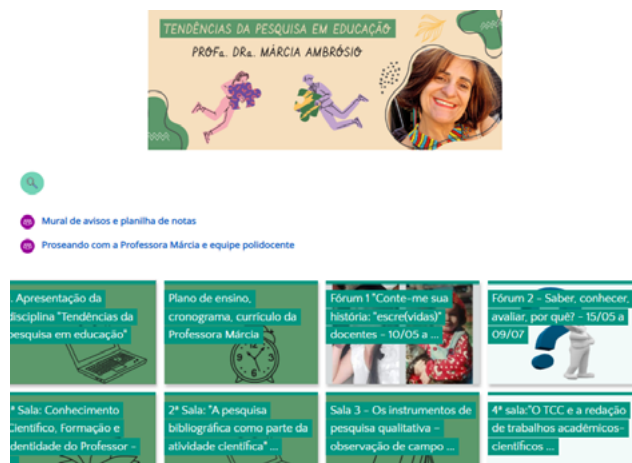 TENDÊNCIAS DA PESQUISA EM EDUCAÇÃO
PROFa. DRa. MÁRCIA AMBRÓSIO
Mural de avisos e planilha de notas
Proseando com a Professora Márcia e equipe polidocente
. Apresentação da
disciplina "Tendências da
pesquisa em educação"
Plano de ensino,
cronograma, currículo da
Professora Márcia
Fórum 1 "Conte-me sua
história: "escre(vidas)"
docentes - 10/05 a ...
Fórum 2 - Saber, conhecer,
avaliar, por quê? - 15/05 a
09/07
ª Sala: Conhecimento
Científico, Formação e
Identidade do Professor -
2ª Sala: "A pesquisa
bibliográfica como parte da
atividade científica" ...
Sala 3 - Os instrumentos de
pesquisa qualitativa -
observação de campo ...
4ª sala:"O TCC e a redação
de trabalhos acadêmicos-
científicos ...